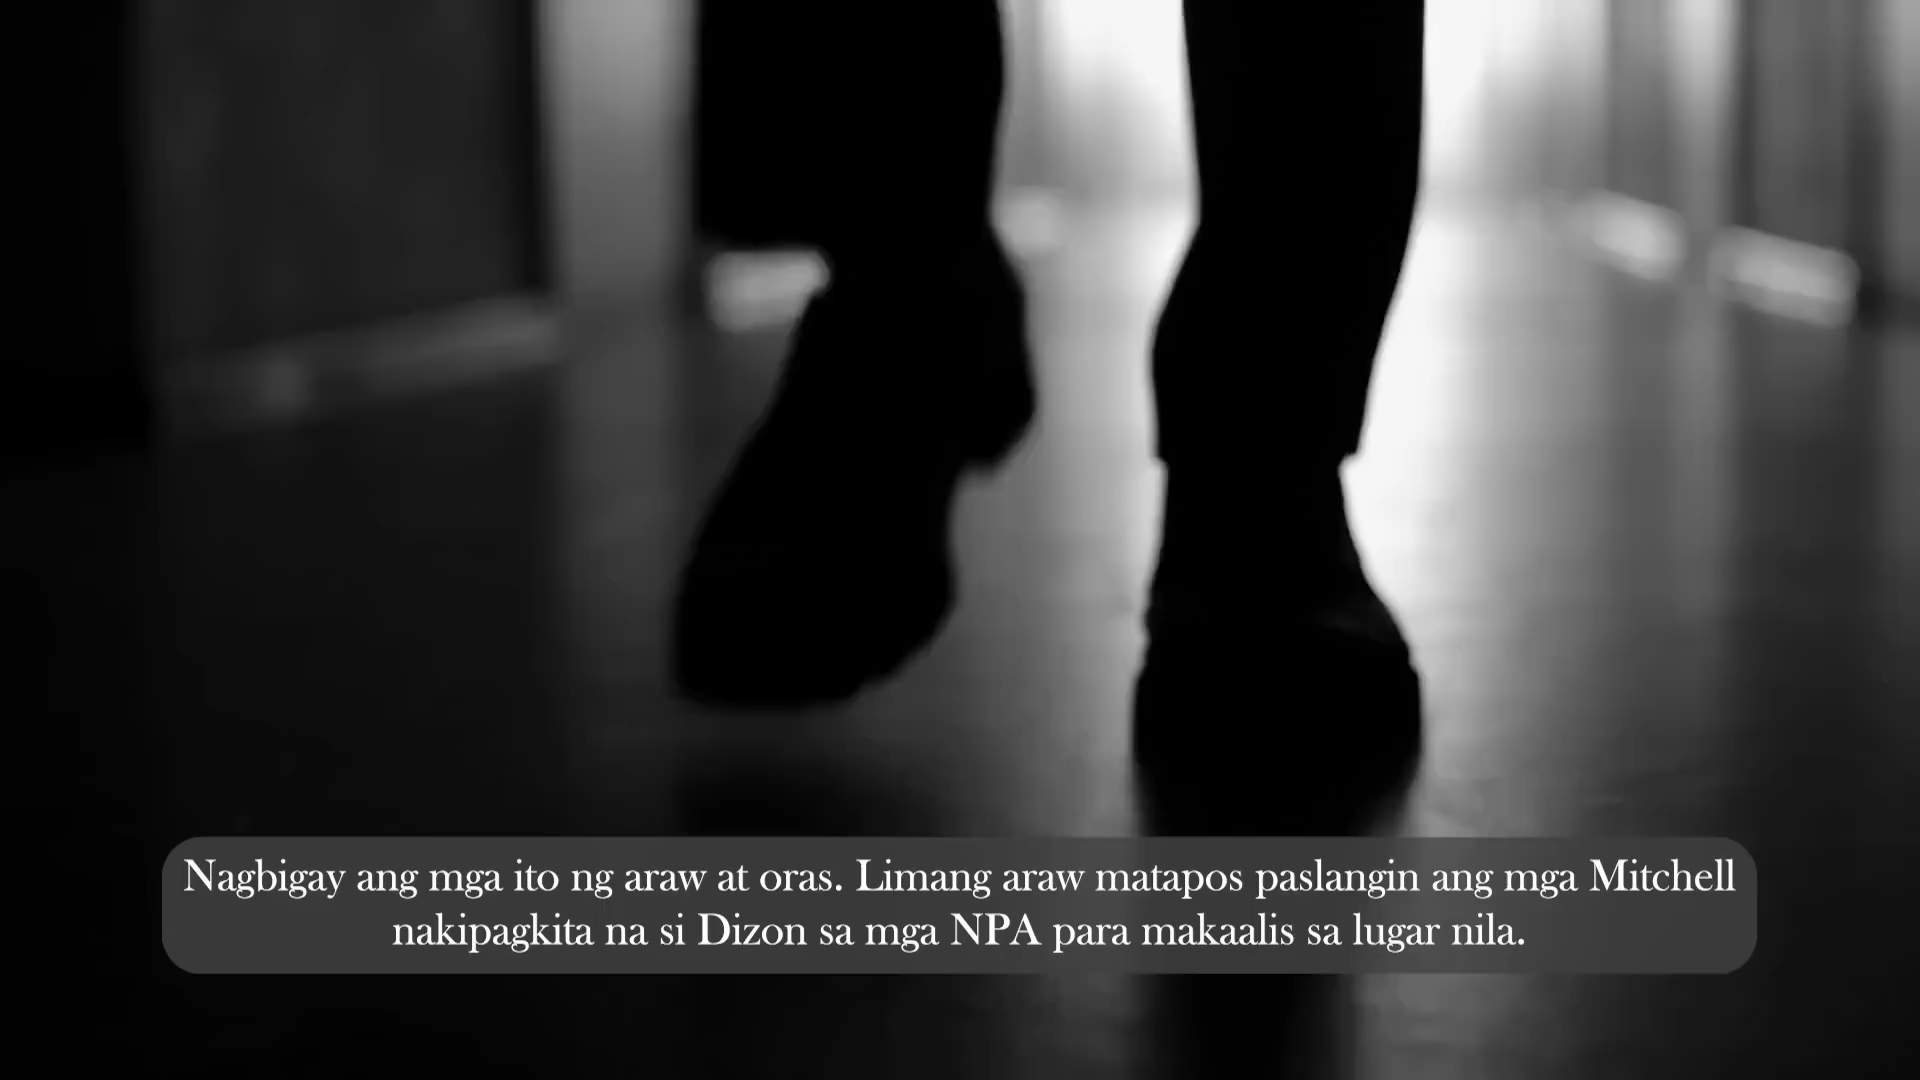 Nagbigay ang mga ito ng araw at oras. Limang araw matapos paslangin ang mga Mitchell
nakipagkita na si Dizon sa mga NPA para makaalis sa lugar nila.